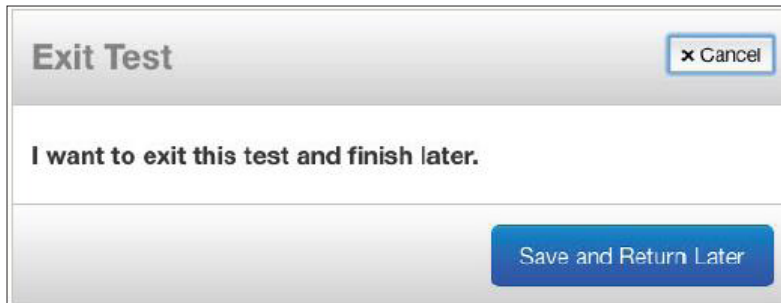 Exit Test
× Cancel
I want to exit this test and finish later.
Save and Return Later